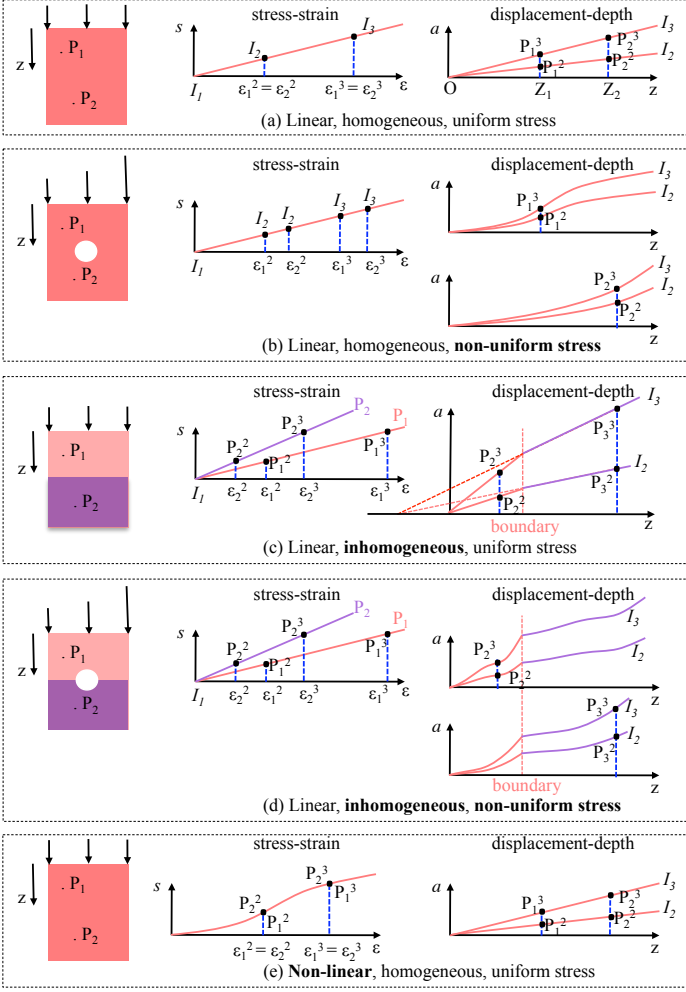 stress-strain
displacement-depth
z
P₁
P₂
s
I₁
I₂
I₃
ε₁² = ε₂²
ε₁³ = ε₂³
ε
a
O
P₁³
P₁²
P₂³
P₂²
Z₁
Z₂
z
I₃
I₂
(a) Linear, homogeneous, uniform stress
stress-strain
displacement-depth
z
P₁
P₂
s
I₁
I₂
I₂
I₃
I₃
ε₁²
ε₂²
ε₁³
ε₂³
ε
a
P₁³
P₁²
I₃
I₂
a
P₂³
P₂²
I₃
I₂
z
(b) Linear, homogeneous, non-uniform stress
stress-strain
displacement-depth
z
P₁
P₂
s
I₁
P₂²
P₁²
P₂³
P₁³
P₂
P₁
ε₂²
ε₁²
ε₂³
ε₁³
ε
a
P₂³
P₂²
P₃³
P₃²
I₃
I₂
boundary
z
(c) Linear, inhomogeneous, uniform stress
stress-strain
displacement-depth
z
P₁
P₂
s
I₁
P₂²
P₁²
P₂³
P₁³
P₂
P₁
ε₂²
ε₁²
ε₂³
ε₁³
ε
a
P₂³
P₂²
I₃
I₂
a
P₃³
P₃²
I₃
I₂
boundary
z
(d) Linear, inhomogeneous, non-uniform stress
stress-strain
displacement-depth
z
P₁
P₂
s
P₂²
P₁²
P₂³
P₁³
ε₁² = ε₂²
ε₁³ = ε₂³
ε
a
P₁³
P₁²
P₂³
P₂²
I₃
I₂
z
(e) Non-linear, homogeneous, uniform stress